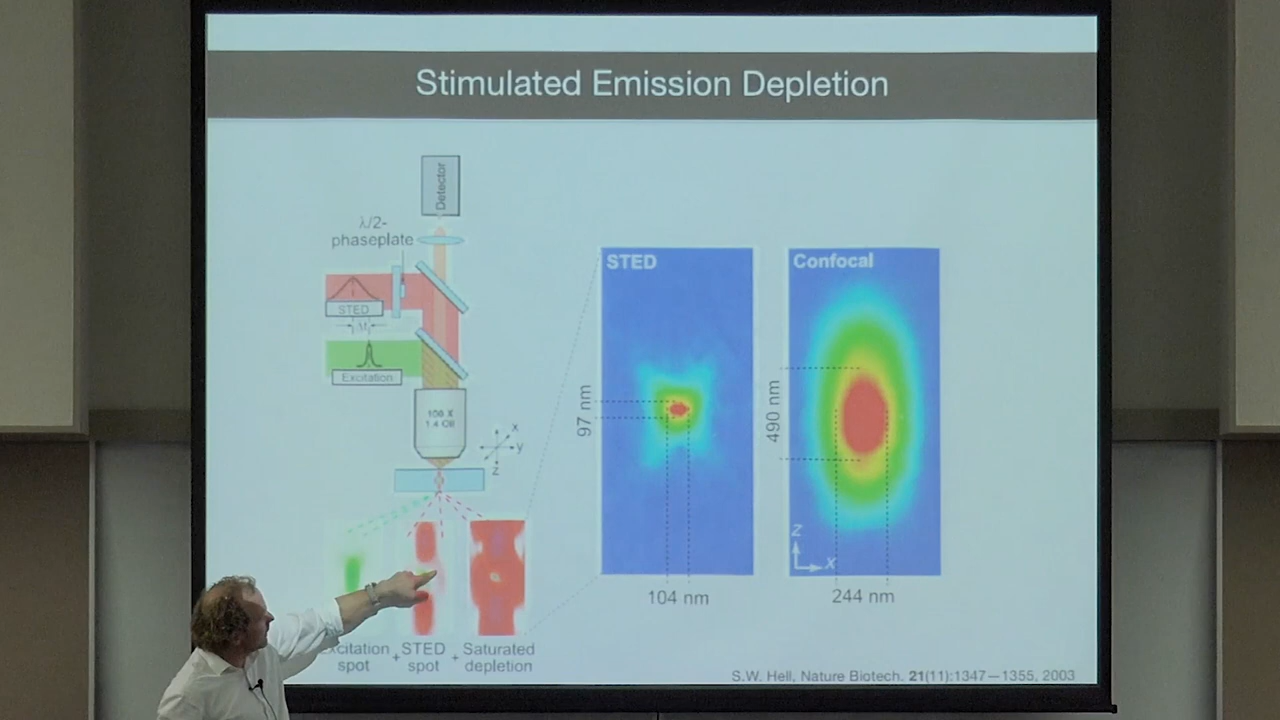 Stimulated Emission Depletion
Detector
λ/2-
phaseplate
STED
Δt
Excitation
100 X
1.4 Oil
x
y
z
STED
Confocal
97 nm
490 nm
Z
X
104 nm
244 nm
Excitation
spot
+
STED
spot
+
Saturated
depletion
S.W. Hell, Nature Biotech. 21(11):1347—1355, 2003